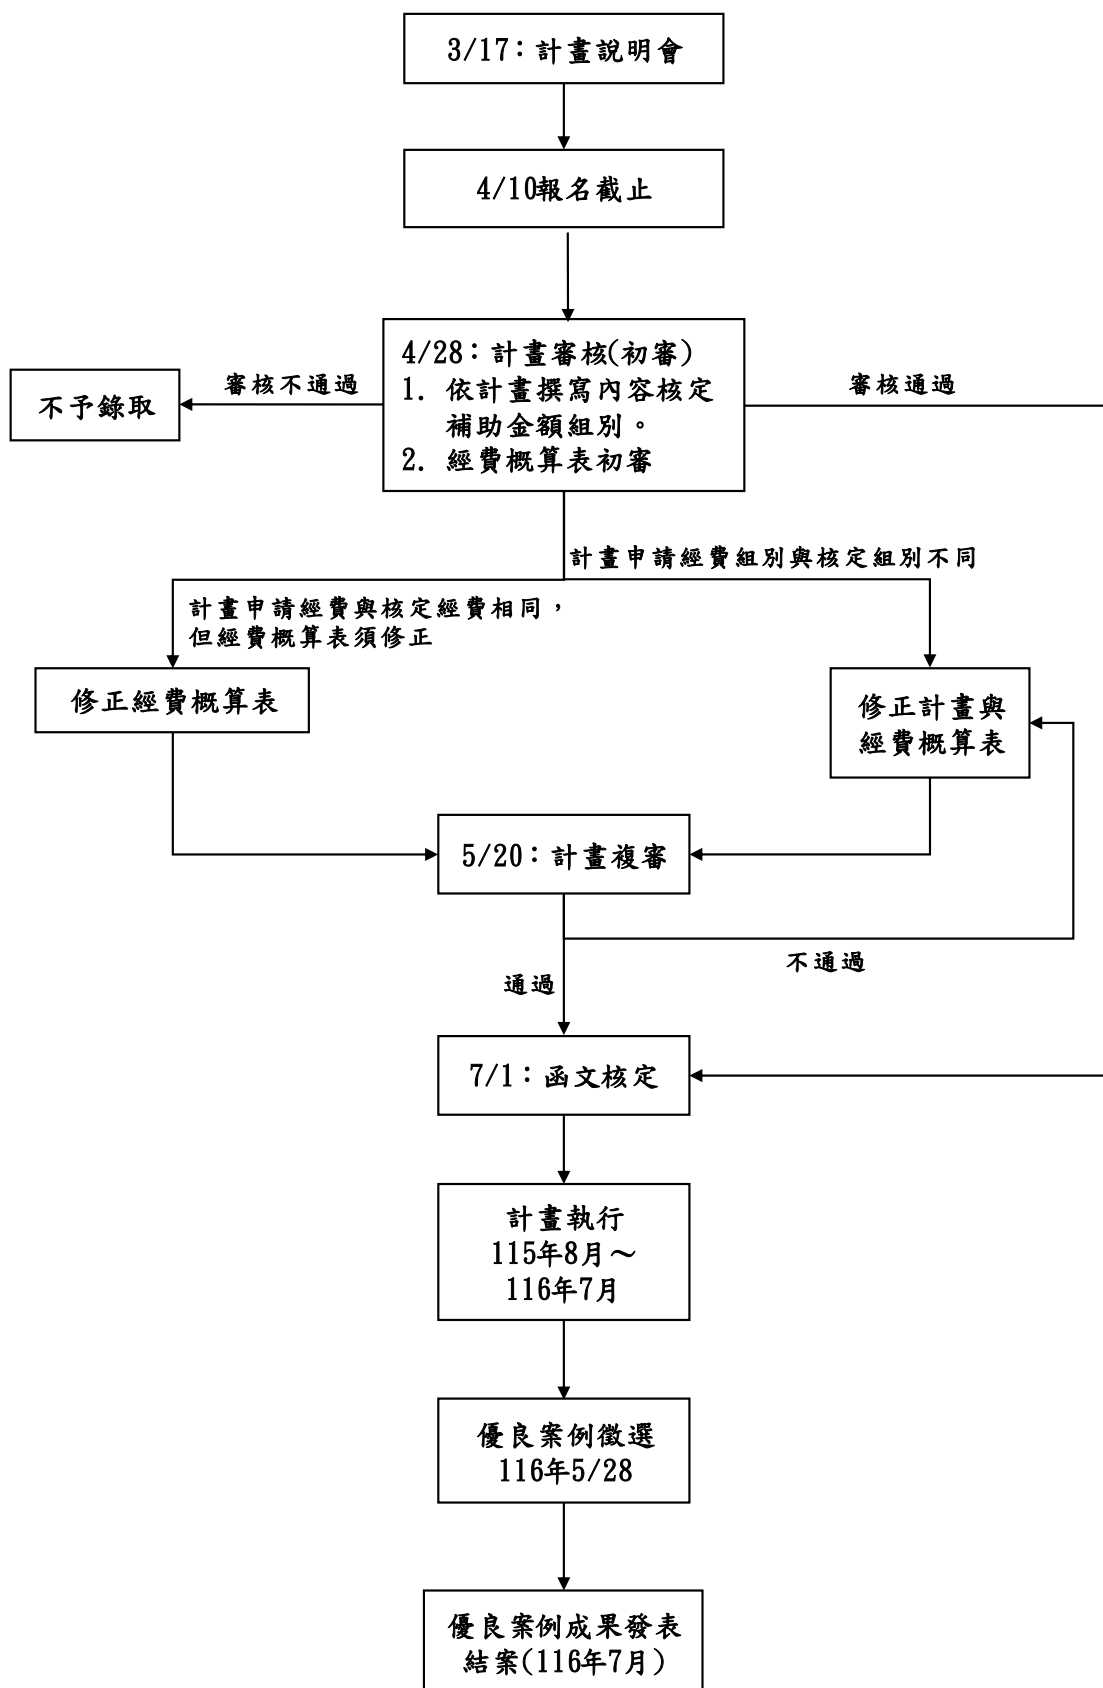 3/17：計畫說明會
4/10報名截止
4/28：計畫審核(初審)
1. 依計畫撰寫內容核定
補助金額組別。
2. 經費概算表初審
審核不通過
不予錄取
審核通過
計畫申請經費組別與核定組別不同
計畫申請經費與核定經費相同，
但經費概算表須修正
修正經費概算表
修正計畫與
經費概算表
5/20：計畫複審
不通過
通過
7/1：函文核定
計畫執行
115年8月～
116年7月
優良案例徵選
116年5/28
優良案例成果發表
結案(116年7月)